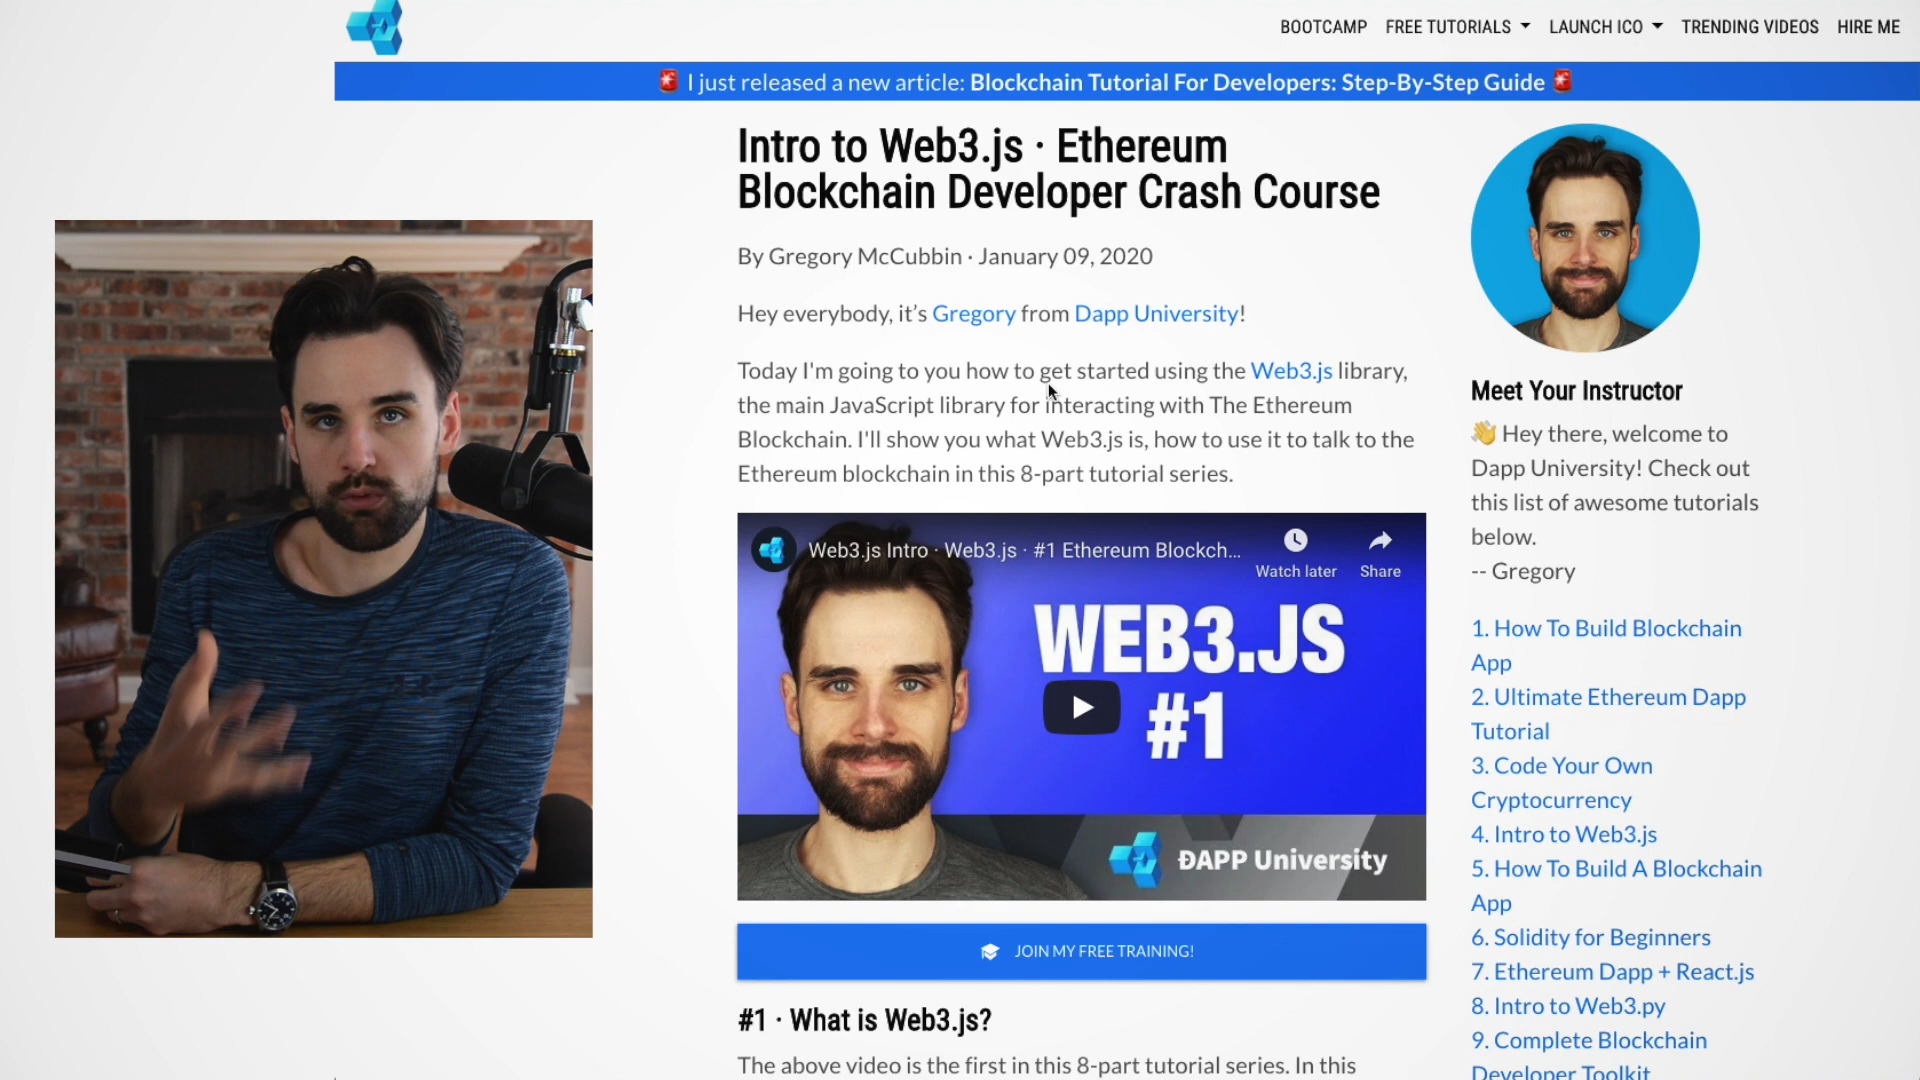 BOOTCAMP FREE TUTORIALS LAUNCH ICO TRENDING VIDEOS HIRE ME
🚨 I just released a new article: Blockchain Tutorial For Developers: Step-By-Step Guide 🚨
Intro to Web3.js · Ethereum
Blockchain Developer Crash Course
By Gregory McCubbin · January 09, 2020
Hey everybody, it’s Gregory from Dapp University!
Today I'm going to you how to get started using the Web3.js library,
the main JavaScript library for interacting with The Ethereum
Blockchain. I'll show you what Web3.js is, how to use it to talk to the
Ethereum blockchain in this 8-part tutorial series.
Web3.js Intro · Web3.js · #1 Ethereum Blockch...
Watch later
Share
WEB3.JS
#1
ÐAPP University
JOIN MY FREE TRAINING!
#1 · What is Web3.js?
The above video is the first in this 8-part tutorial series. In this
Meet Your Instructor
👋 Hey there, welcome to
Dapp University! Check out
this list of awesome tutorials
below.
-- Gregory
1. How To Build Blockchain
App
2. Ultimate Ethereum Dapp
Tutorial
3. Code Your Own
Cryptocurrency
4. Intro to Web3.js
5. How To Build A Blockchain
App
6. Solidity for Beginners
7. Ethereum Dapp + React.js
8. Intro to Web3.py
9. Complete Blockchain
Developer Toolkit